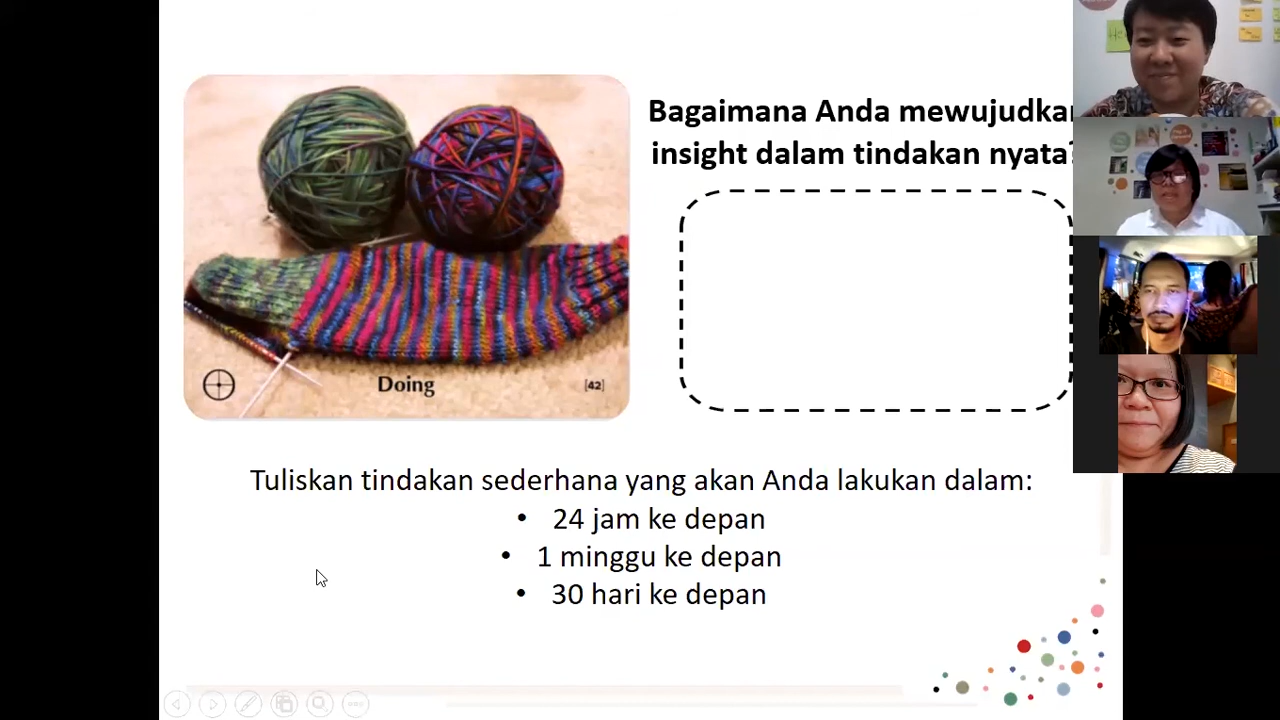 Bagaimana Anda mewujudkan
insight dalam tindakan nyata?
Doing
[42]
Tuliskan tindakan sederhana yang akan Anda lakukan dalam:
• 24 jam ke depan
• 1 minggu ke depan
• 30 hari ke depan